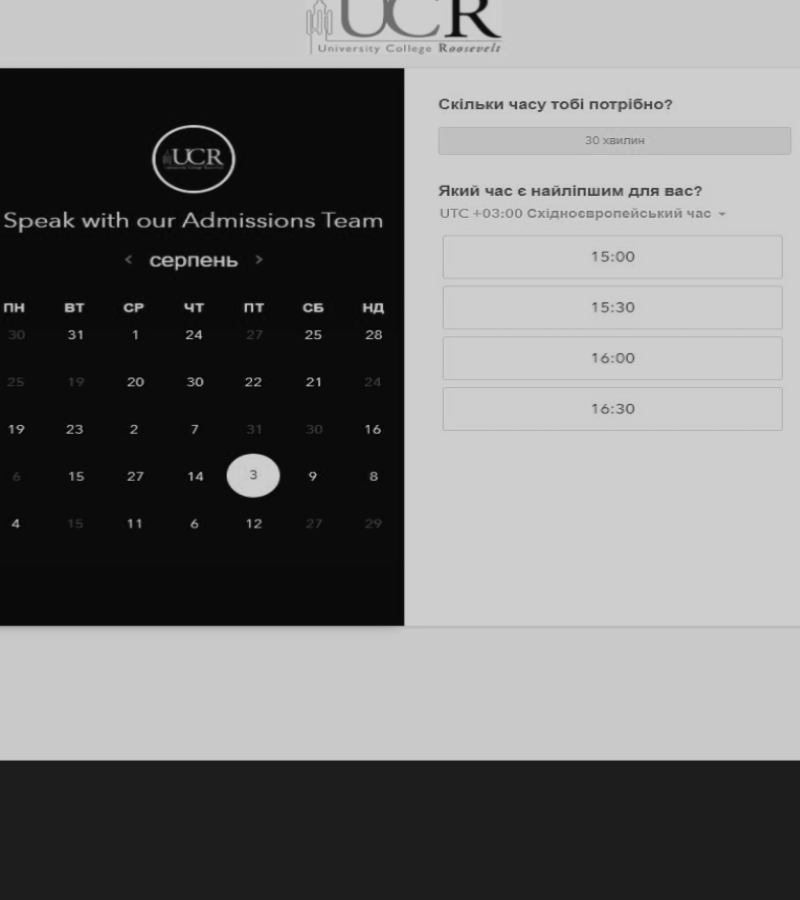 UCR
University College Roosevelt
UCR
Speak with our Admissions Team
< серпень >
ПН ВТ СР ЧТ ПТ СБ НД
30 31 1 24 27 25 28
25 19 20 30 22 21 24
19 23 2 7 31 30 16
6 15 27 14 3 9 8
4 15 11 6 12 27 29
Скільки часу тобі потрібно?
30 хвилин
Який час є найліпшим для вас?
UTC +03:00 Східноєвропейський час
15:00
15:30
16:00
16:30